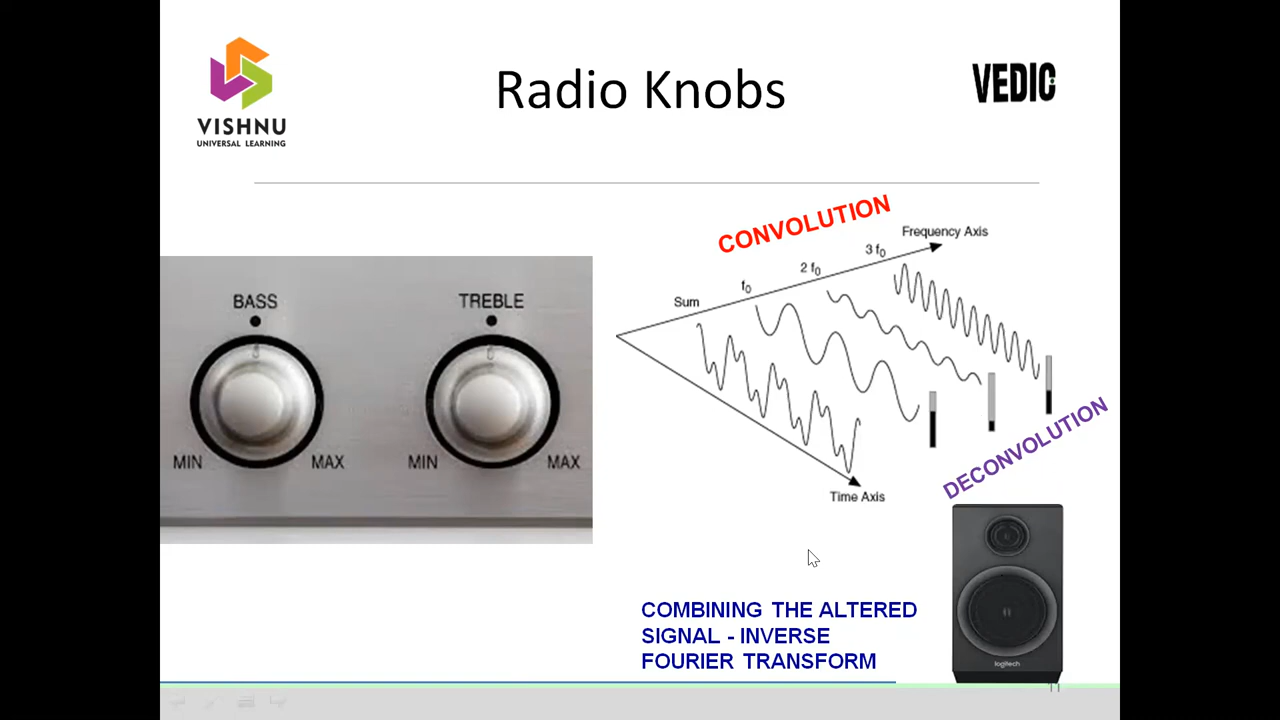 VISHNU
UNIVERSAL LEARNING
Radio Knobs
VEDIC
BASS
TREBLE
MIN
MAX
MIN
MAX
CONVOLUTION
Frequency Axis
3 f0
2 f0
f0
Sum
Time Axis
DECONVOLUTION
COMBINING THE ALTERED
SIGNAL - INVERSE
FOURIER TRANSFORM
logitech
11